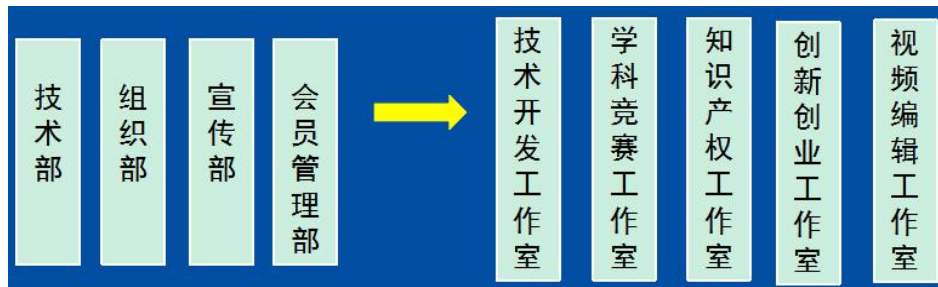 技术部
组织部
宣传部
会员管理部
技术开发工作室
学科竞赛工作室
知识产权工作室
创新创业工作室
视频编辑工作室